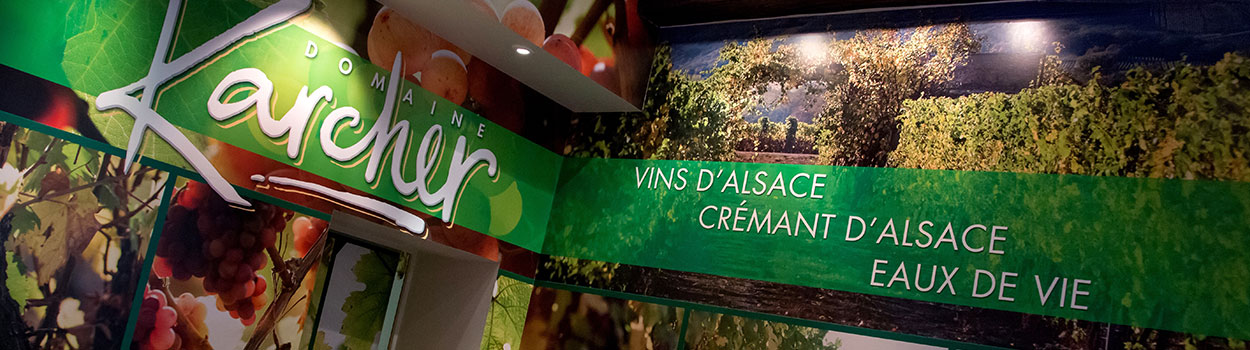 DOMAINE
Karcher
VINS D'ALSACE
CRÉMANT D'ALSACE
EAUX DE VIE